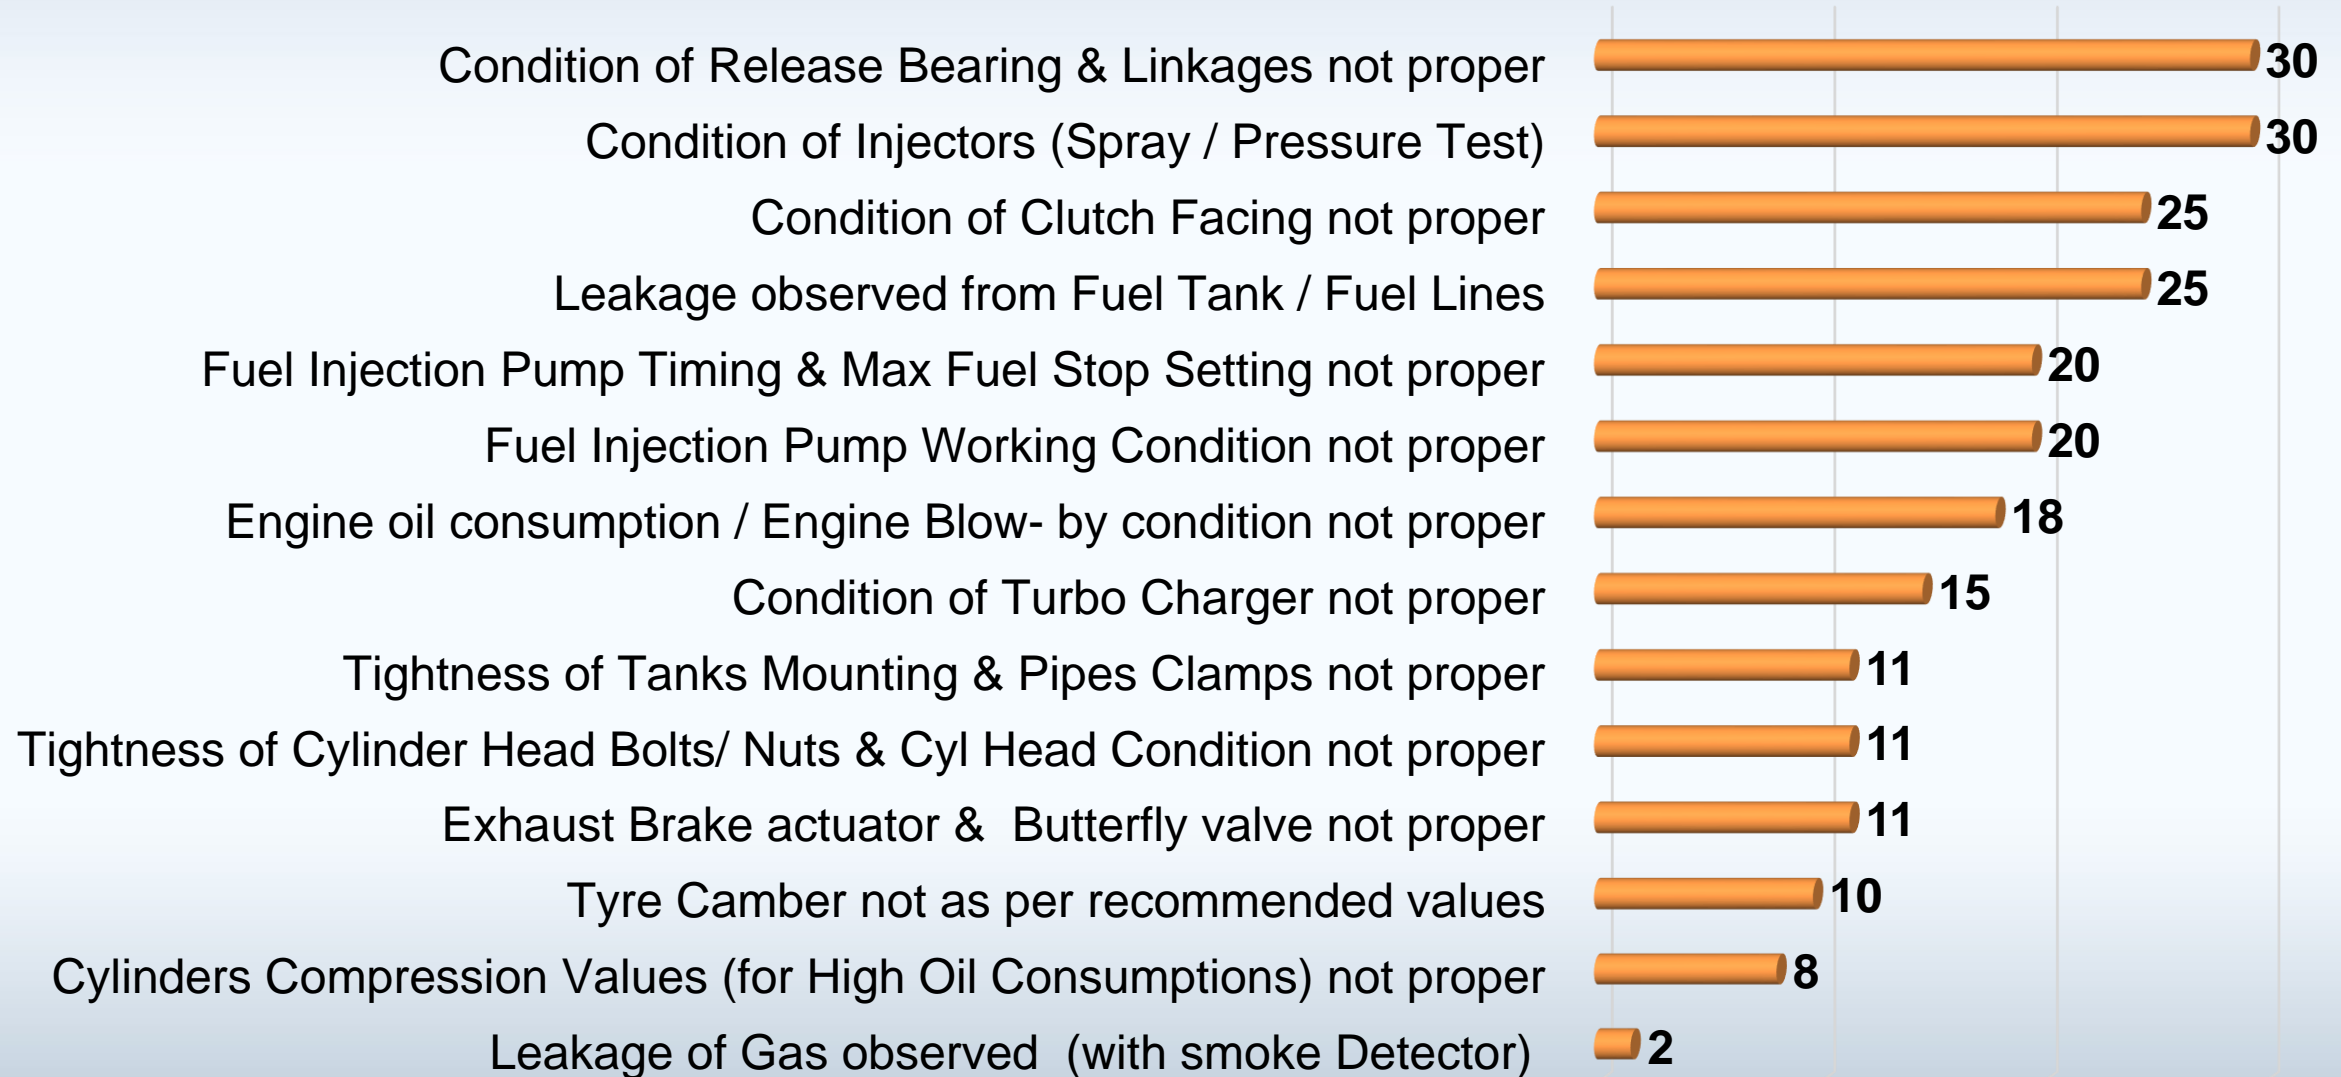 Condition of Release Bearing & Linkages not proper 30
Condition of Injectors (Spray / Pressure Test) 30
Condition of Clutch Facing not proper 25
Leakage observed from Fuel Tank / Fuel Lines 25
Fuel Injection Pump Timing & Max Fuel Stop Setting not proper 20
Fuel Injection Pump Working Condition not proper 20
Engine oil consumption / Engine Blow- by condition not proper 18
Condition of Turbo Charger not proper 15
Tightness of Tanks Mounting & Pipes Clamps not proper 11
Tightness of Cylinder Head Bolts/ Nuts & Cyl Head Condition not proper 11
Exhaust Brake actuator &  Butterfly valve not proper 11
Tyre Camber not as per recommended values 10
Cylinders Compression Values (for High Oil Consumptions) not proper 8
Leakage of Gas observed  (with smoke Detector) 2